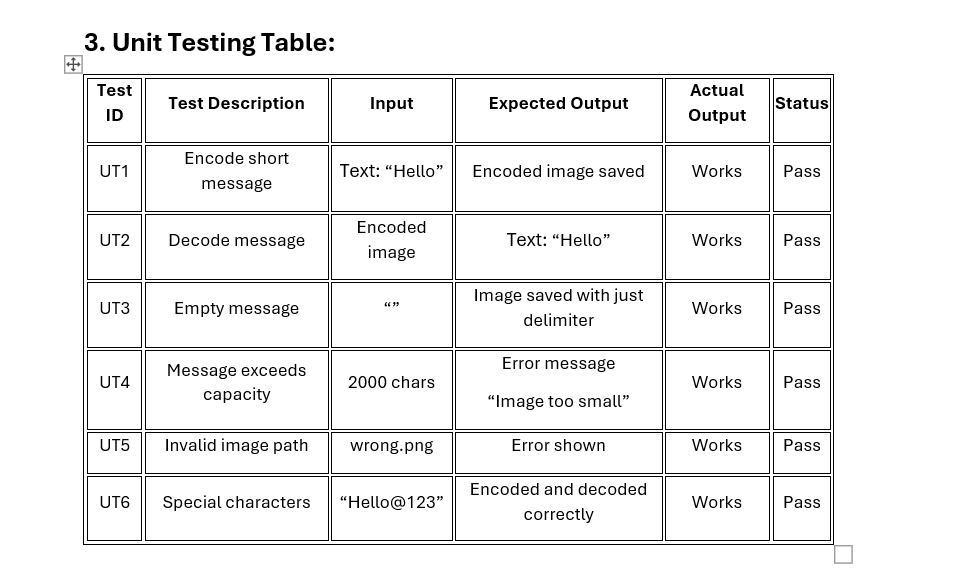 3. Unit Testing Table:
Test ID | Test Description | Input | Expected Output | Actual Output | Status
UT1 | Encode short message | Text: “Hello” | Encoded image saved | Works | Pass
UT2 | Decode message | Encoded image | Text: “Hello” | Works | Pass
UT3 | Empty message | “” | Image saved with just delimiter | Works | Pass
UT4 | Message exceeds capacity | 2000 chars | Error message “Image too small” | Works | Pass
UT5 | Invalid image path | wrong.png | Error shown | Works | Pass
UT6 | Special characters | “Hello@123” | Encoded and decoded correctly | Works | Pass